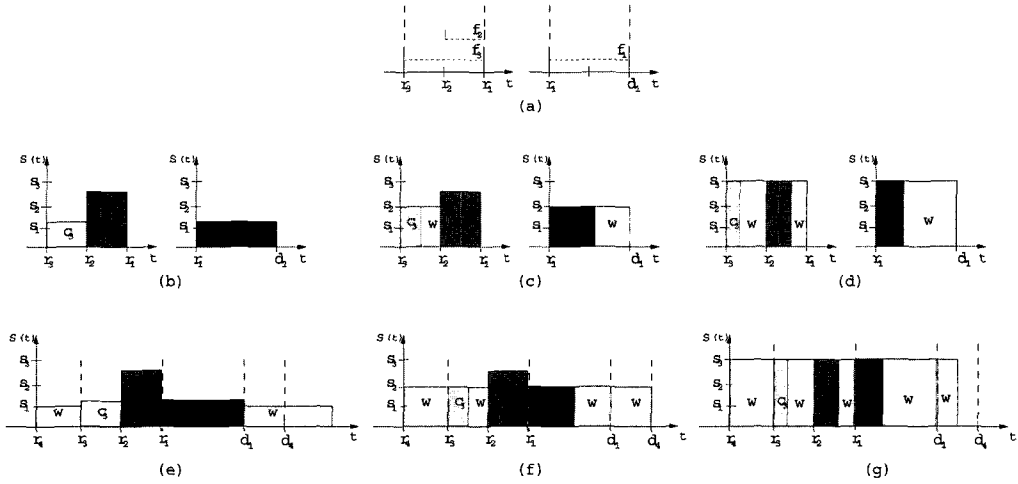 f₂
f₃ f₁
r₃ r₂ r₁ t r₁ d₁ t
(a)
S(t) S(t) S(t) S(t) S(t) S(t)
S₃ S₃ S₃ S₃ S₃ S₃
S₂ S₂ S₂ S₂ S₂ S₂
S₁ C₃ S₁ S₁ C₃ W S₁ W S₁ C₃ W W S₁ W
r₃ r₂ r₁ t r₁ d₁ t r₃ r₂ r₁ t r₁ d₁ t r₃ r₂ r₁ t r₁ d₁ t
(b) (c) (d)
S(t) S(t) S(t)
S₃ S₃ S₃
S₂ S₂ S₂
S₁ W C₃ W S₁ W C₃ W W W S₁ W C₃ W W W W
r₄ r₃ r₂ r₁ d₁ d₄ t r₄ r₃ r₂ r₁ d₁ d₄ t r₄ r₃ r₂ r₁ d₁ d₄ t
(e) (f) (g)